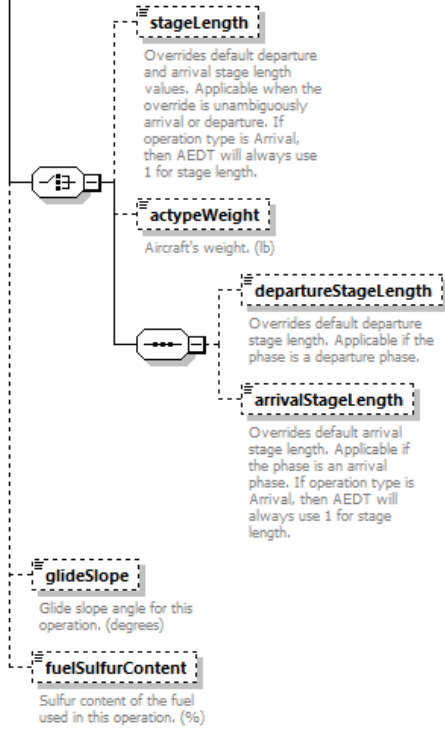 stageLength
Overrides default departure
and arrival stage length
values. Applicable when the
override is unambiguously
arrival or departure. If
operation type is Arrival,
then AEDT will always use
1 for stage length.
actypeWeight
Aircraft's weight. (lb)
departureStageLength
Overrides default departure
stage length. Applicable if the
phase is a departure phase.
arrivalStageLength
Overrides default arrival
stage length. Applicable if
the phase is an arrival
phase. If operation type is
Arrival, then AEDT will
always use 1 for stage
length.
glideSlope
Glide slope angle for this
operation. (degrees)
fuelSulfurContent
Sulfur content of the fuel
used in this operation. (%)